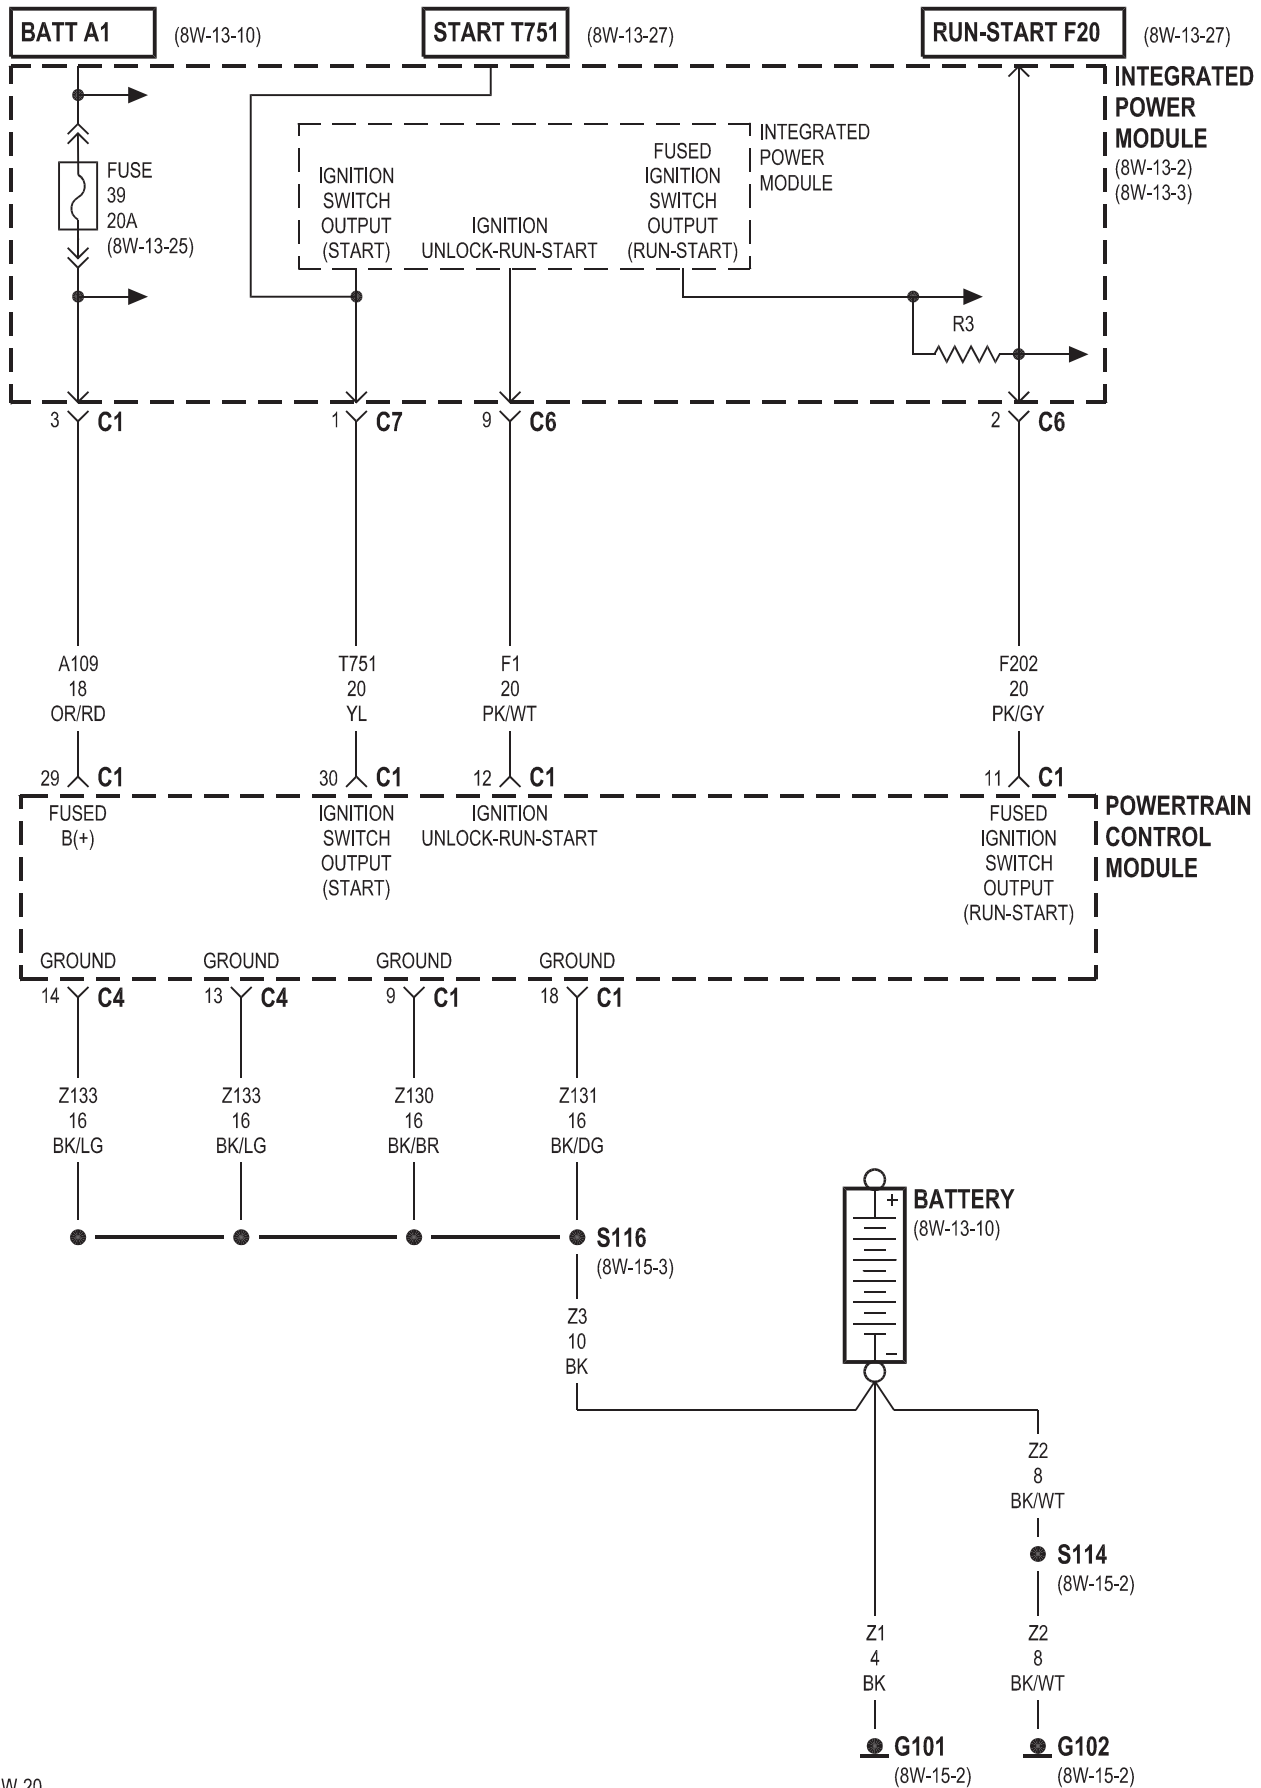 BATT A1 (8W-13-10)
START T751 (8W-13-27)
RUN-START F20 (8W-13-27)
INTEGRATED
POWER
MODULE
(8W-13-2)
(8W-13-3)
FUSE
39
20A
(8W-13-25)
IGNITION
SWITCH
OUTPUT
(START)
IGNITION
UNLOCK-RUN-START
FUSED
IGNITION
SWITCH
OUTPUT
(RUN-START)
INTEGRATED
POWER
MODULE
R3
3 C1
1 C7
9 C6
2 C6
A109
18
OR/RD
T751
20
YL
F1
20
PK/WT
F202
20
PK/GY
29 C1
30 C1
12 C1
11 C1
FUSED
B(+)
IGNITION
SWITCH
OUTPUT
(START)
IGNITION
UNLOCK-RUN-START
FUSED
IGNITION
SWITCH
OUTPUT
(RUN-START)
POWERTRAIN
CONTROL
MODULE
GROUND
GROUND
GROUND
GROUND
14 C4
13 C4
9 C1
18 C1
Z133
16
BK/LG
Z133
16
BK/LG
Z130
16
BK/BR
Z131
16
BK/DG
S116
(8W-15-3)
Z3
10
BK
+
BATTERY
(8W-13-10)
–
Z2
8
BK/WT
S114
(8W-15-2)
Z1
4
BK
Z2
8
BK/WT
G101
(8W-15-2)
G102
(8W-15-2)
W-20